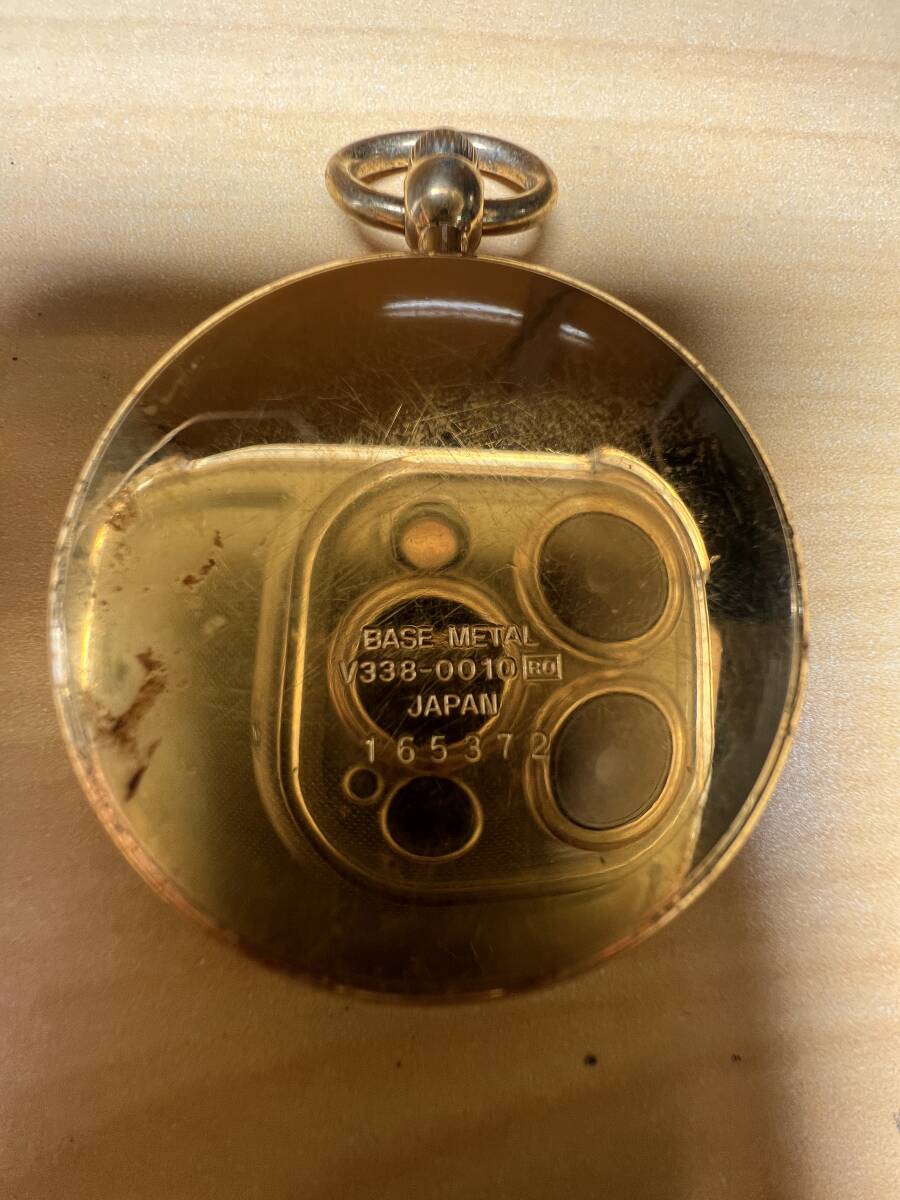 BASE METAL
V338-0010 RO
JAPAN
165372